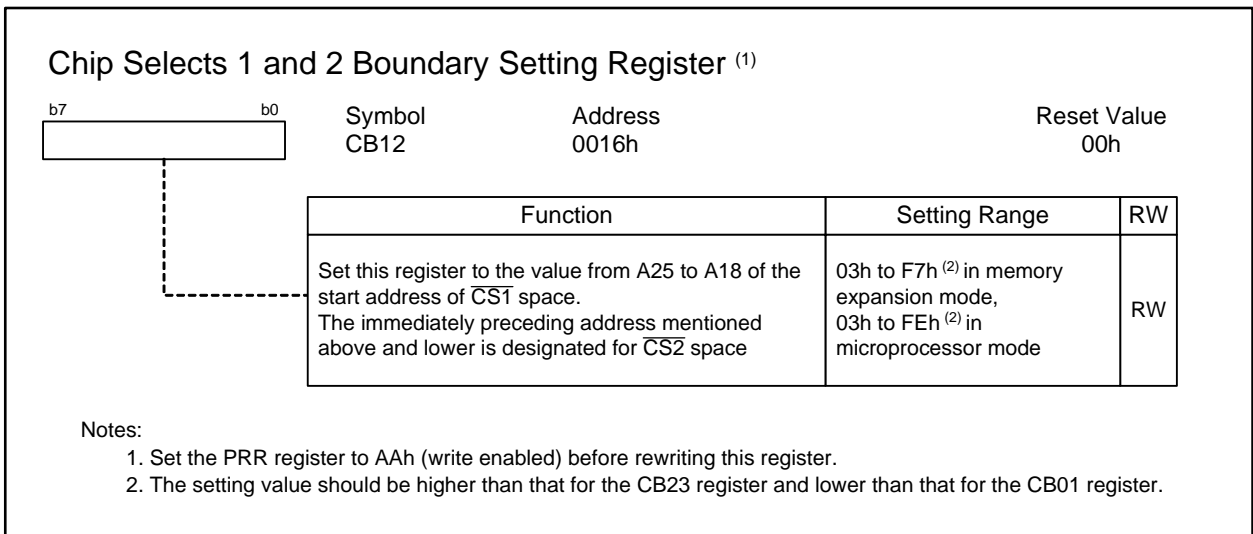 Chip Selects 1 and 2 Boundary Setting Register (1)
b7 b0
Symbol Address Reset Value
CB12 0016h 00h
Function Setting Range RW
Set this register to the value from A25 to A18 of the
start address of C̅S̅1̅ space.
The immediately preceding address mentioned
above and lower is designated for C̅S̅2̅ space
03h to F7h (2) in memory
expansion mode,
03h to FEh (2) in
microprocessor mode
RW
Notes:
1. Set the PRR register to AAh (write enabled) before rewriting this register.
2. The setting value should be higher than that for the CB23 register and lower than that for the CB01 register.